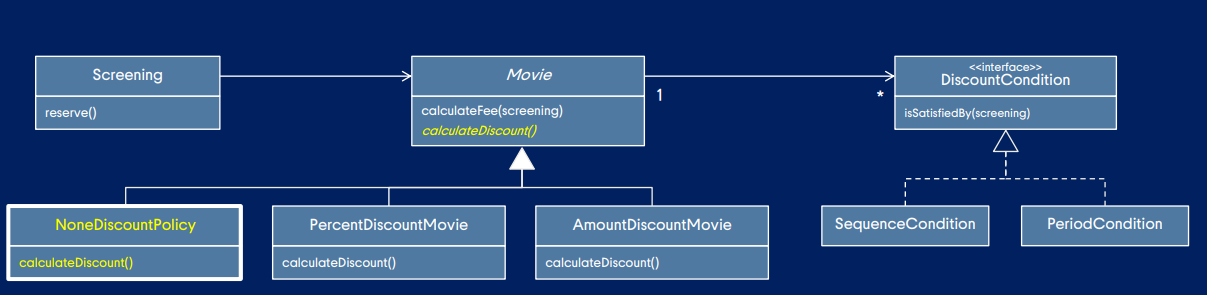 Screening
reserve()
Movie
calculateFee(screening)
calculateDiscount()
1
*
<<interface>>
DiscountCondition
isSatisfiedBy(screening)
NoneDiscountPolicy
calculateDiscount()
PercentDiscountMovie
calculateDiscount()
AmountDiscountMovie
calculateDiscount()
SequenceCondition
PeriodCondition